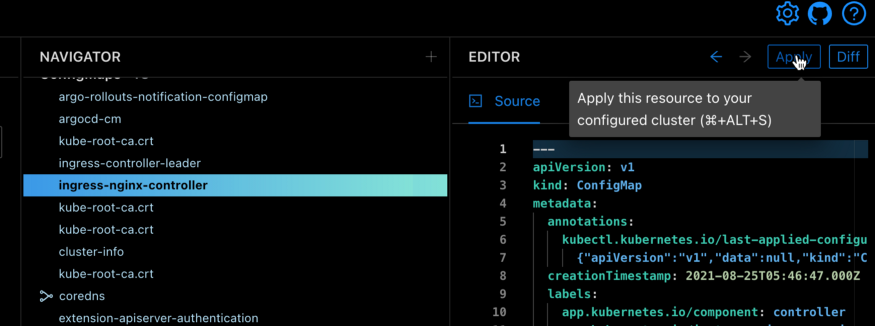 NAVIGATOR
argo-rollouts-notification-configmap
argocd-cm
kube-root-ca.crt
ingress-controller-leader
ingress-nginx-controller
kube-root-ca.crt
kube-root-ca.crt
cluster-info
kube-root-ca.crt
coredns
extension-apiserver-authentication
EDITOR
Apply
Diff
Source
Apply this resource to your
configured cluster (⌘+ALT+S)
1 ---
2 apiVersion: v1
3 kind: ConfigMap
4 metadata:
5 annotations:
6 kubectl.kubernetes.io/last-applied-configu
7 {"apiVersion":"v1","data":null,"kind":"C
8 creationTimestamp: 2021-08-25T05:46:47.000Z
9 labels:
10 app.kubernetes.io/component: controller